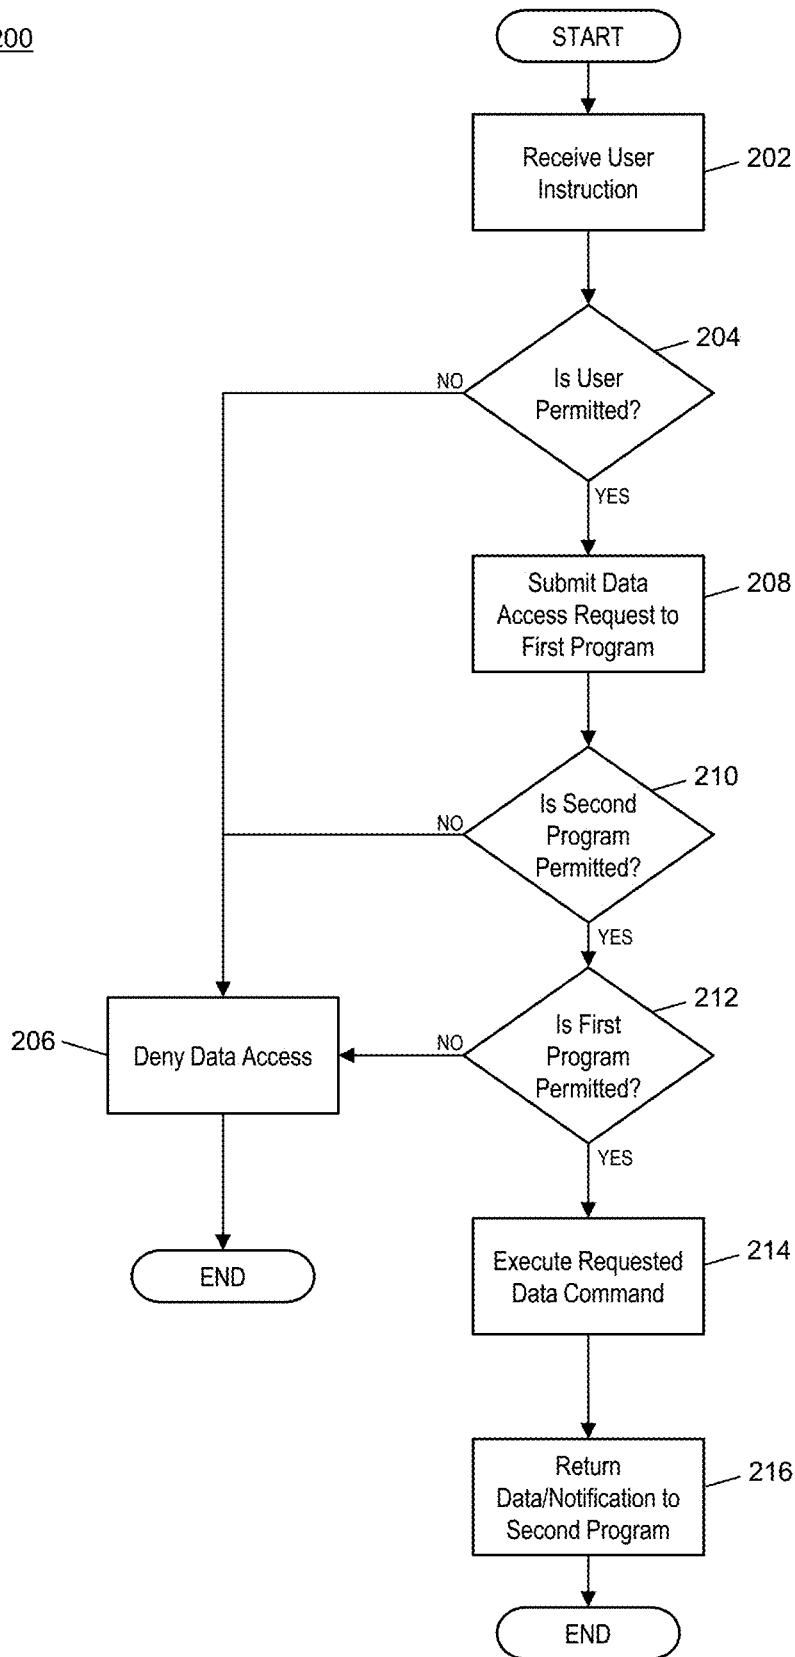 200
START
Receive User
Instruction
202
204
Is User
Permitted?
NO
YES
Submit Data
Access Request to
First Program
208
210
Is Second
Program
Permitted?
NO
YES
212
Is First
Program
Permitted?
NO
206
Deny Data Access
YES
END
Execute Requested
Data Command
214
Return
Data/Notification to
Second Program
216
END